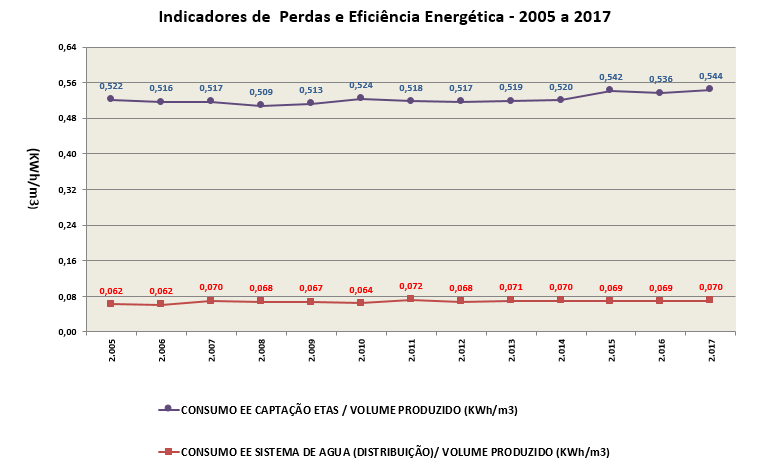 Indicadores de  Perdas e Eficiência Energética - 2005 a 2017
(KWh/m3)
0,64
0,56
0,48
0,40
0,32
0,24
0,16
0,08
0,00
0,522 0,516 0,517 0,509 0,513 0,524 0,518 0,517 0,519 0,520 0,542 0,536 0,544
0,062 0,062 0,070 0,068 0,067 0,064 0,072 0,068 0,071 0,070 0,069 0,069 0,070
2.005 2.006 2.007 2.008 2.009 2.010 2.011 2.012 2.013 2.014 2.015 2.016 2.017
CONSUMO EE CAPTAÇÃO ETAS / VOLUME PRODUZIDO (KWh/m3)
CONSUMO EE SISTEMA DE AGUA (DISTRIBUIÇÃO)/ VOLUME PRODUZIDO (KWh/m3)